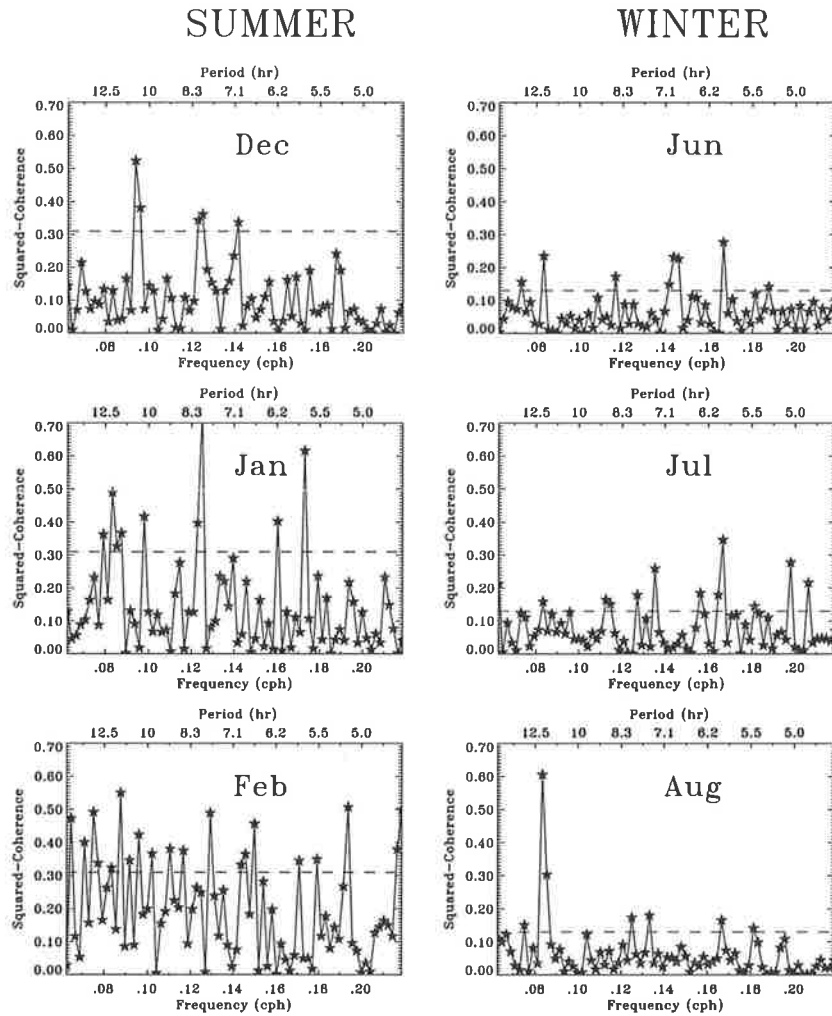 SUMMER
WINTER
Period (hr)
12.5 10 8.3 7.1 6.2 5.5 5.0
0.70
0.60
0.50
0.40
0.30
0.20
0.10
0.00
Squared-Coherence
Dec
.08 .10 .12 .14 .16 .18 .20
Frequency (cph)
Period (hr)
12.5 10 8.3 7.1 6.2 5.5 5.0
0.70
0.60
0.50
0.40
0.30
0.20
0.10
0.00
Squared-Coherence
Jun
.08 .10 .12 .14 .16 .18 .20
Frequency (cph)
Period (hr)
12.5 10 8.3 7.1 6.2 5.5 5.0
0.70
0.60
0.50
0.40
0.30
0.20
0.10
0.00
Squared-Coherence
Jan
.08 .10 .12 .14 .16 .18 .20
Frequency (cph)
Period (hr)
12.5 10 8.3 7.1 6.2 5.5 5.0
0.70
0.60
0.50
0.40
0.30
0.20
0.10
0.00
Squared-Coherence
Jul
.08 .10 .12 .14 .16 .18 .20
Frequency (cph)
Period (hr)
12.5 10 8.3 7.1 6.2 5.5 5.0
0.70
0.60
0.50
0.40
0.30
0.20
0.10
0.00
Squared-Coherence
Feb
.08 .10 .12 .14 .16 .18 .20
Frequency (cph)
Period (hr)
12.5 10 8.3 7.1 6.2 5.5 5.0
0.70
0.60
0.50
0.40
0.30
0.20
0.10
0.00
Squared-Coherence
Aug
.08 .10 .12 .14 .16 .18 .20
Frequency (cph)